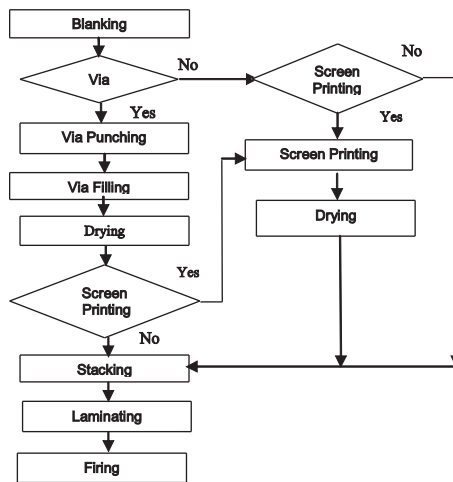 Blanking
Via
No
Yes
Via Punching
Via Filling
Drying
Screen
Printing
Yes
No
Stacking
Laminating
Firing
Screen
Printing
No
Yes
Screen Printing
Drying